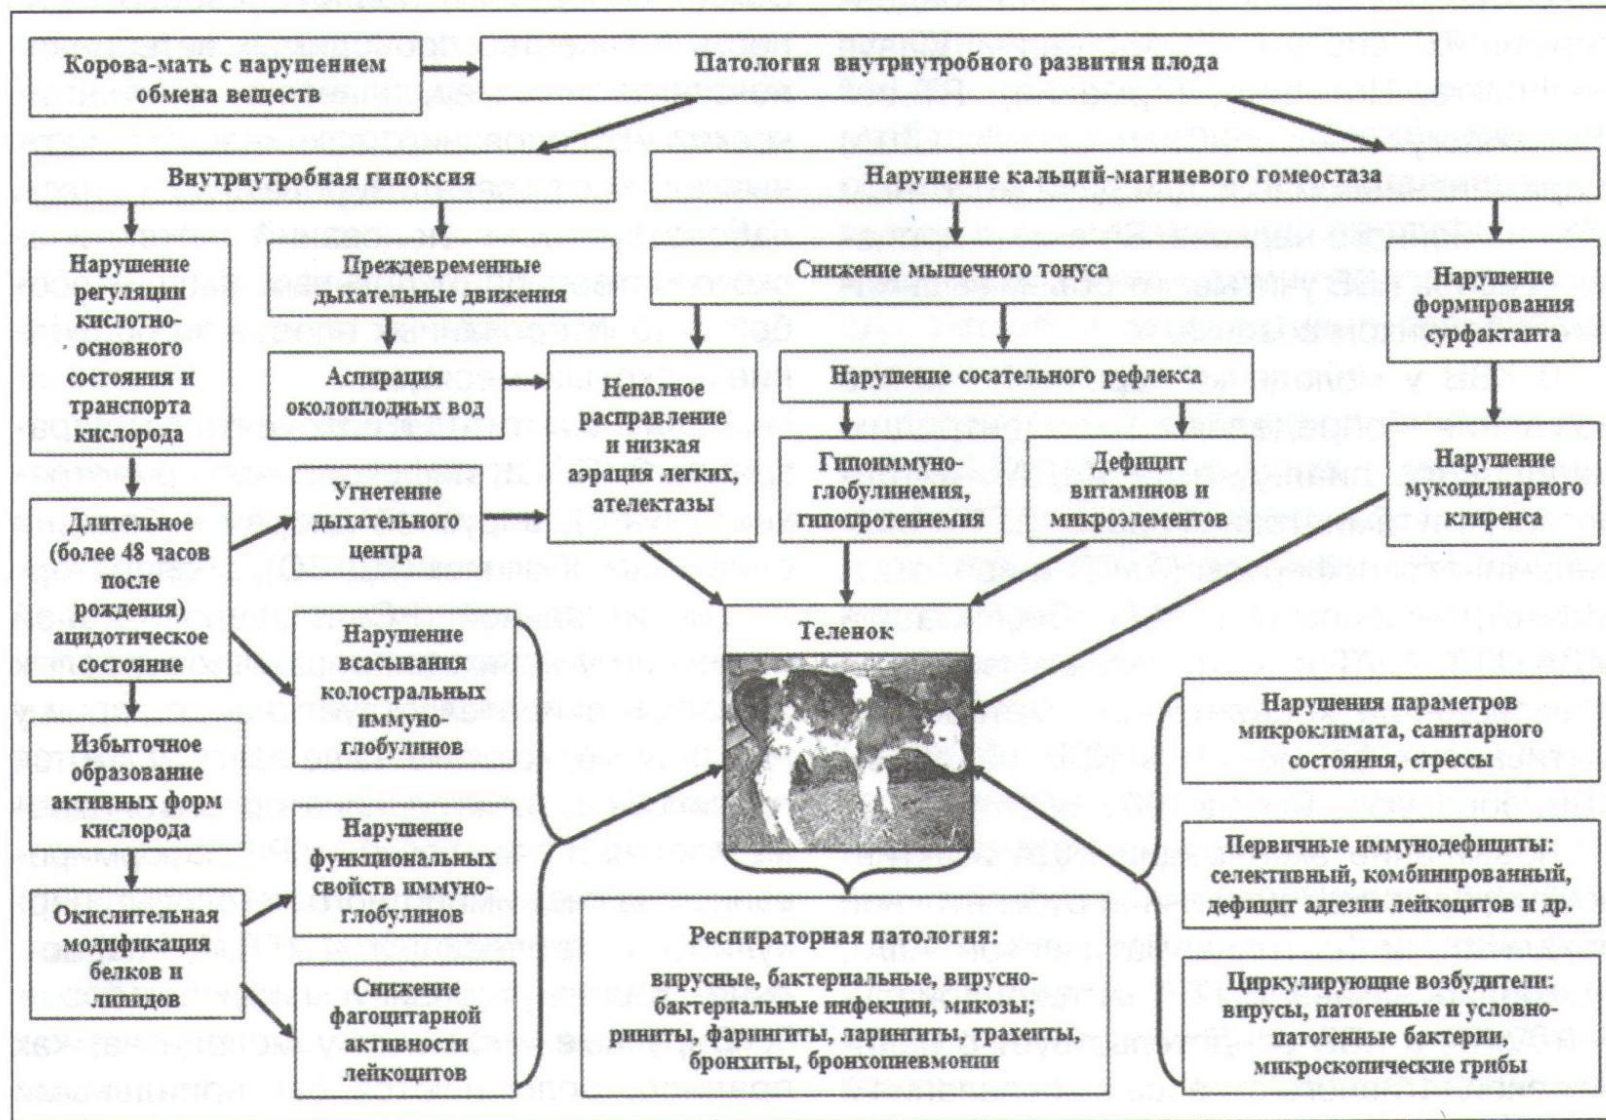 Корова-мать с нарушением
обмена веществ
Патология внутриутробного развития плода
Внутриутробная гипоксия
Нарушение кальций-магниевого гомеостаза
Нарушение
регуляции
кислотно-
основного
состояния и
транспорта
кислорода
Преждевременные
дыхательные движения
Снижение мышечного тонуса
Нарушение
формирования
сурфактанта
Аспирация
околоплодных вод
Неполное
расправление
и низкая
аэрация легких,
ателектазы
Нарушение сосательного рефлекса
Гипоиммуно-
глобулинемия,
гипопротеинемия
Дефицит
витаминов и
микроэлементов
Нарушение
мукоцилиарного
клиренса
Угнетение
дыхательного
центра
Длительное
(более 48 часов
после
рождения)
ацидотическое
состояние
Нарушение
всасывания
колостральных
иммуно-
глобулинов
Теленок
Нарушения параметров
микроклимата, санитарного
состояния, стрессы
Избыточное
образование
активных форм
кислорода
Нарушение
функциональных
свойств иммуно-
глобулинов
Первичные иммунодефициты:
селективный, комбинированный,
дефицит адгезии лейкоцитов и др.
Окислительная
модификация
белков и
липидов
Снижение
фагоцитарной
активности
лейкоцитов
Респираторная патология:
вирусные, бактериальные, вирусно-
бактериальные инфекции, микозы;
риниты, фарингиты, ларингиты, трахеиты,
бронхиты, бронхопневмонии
Циркулирующие возбудители:
вирусы, патогенные и условно-
патогенные бактерии,
микроскопические грибы